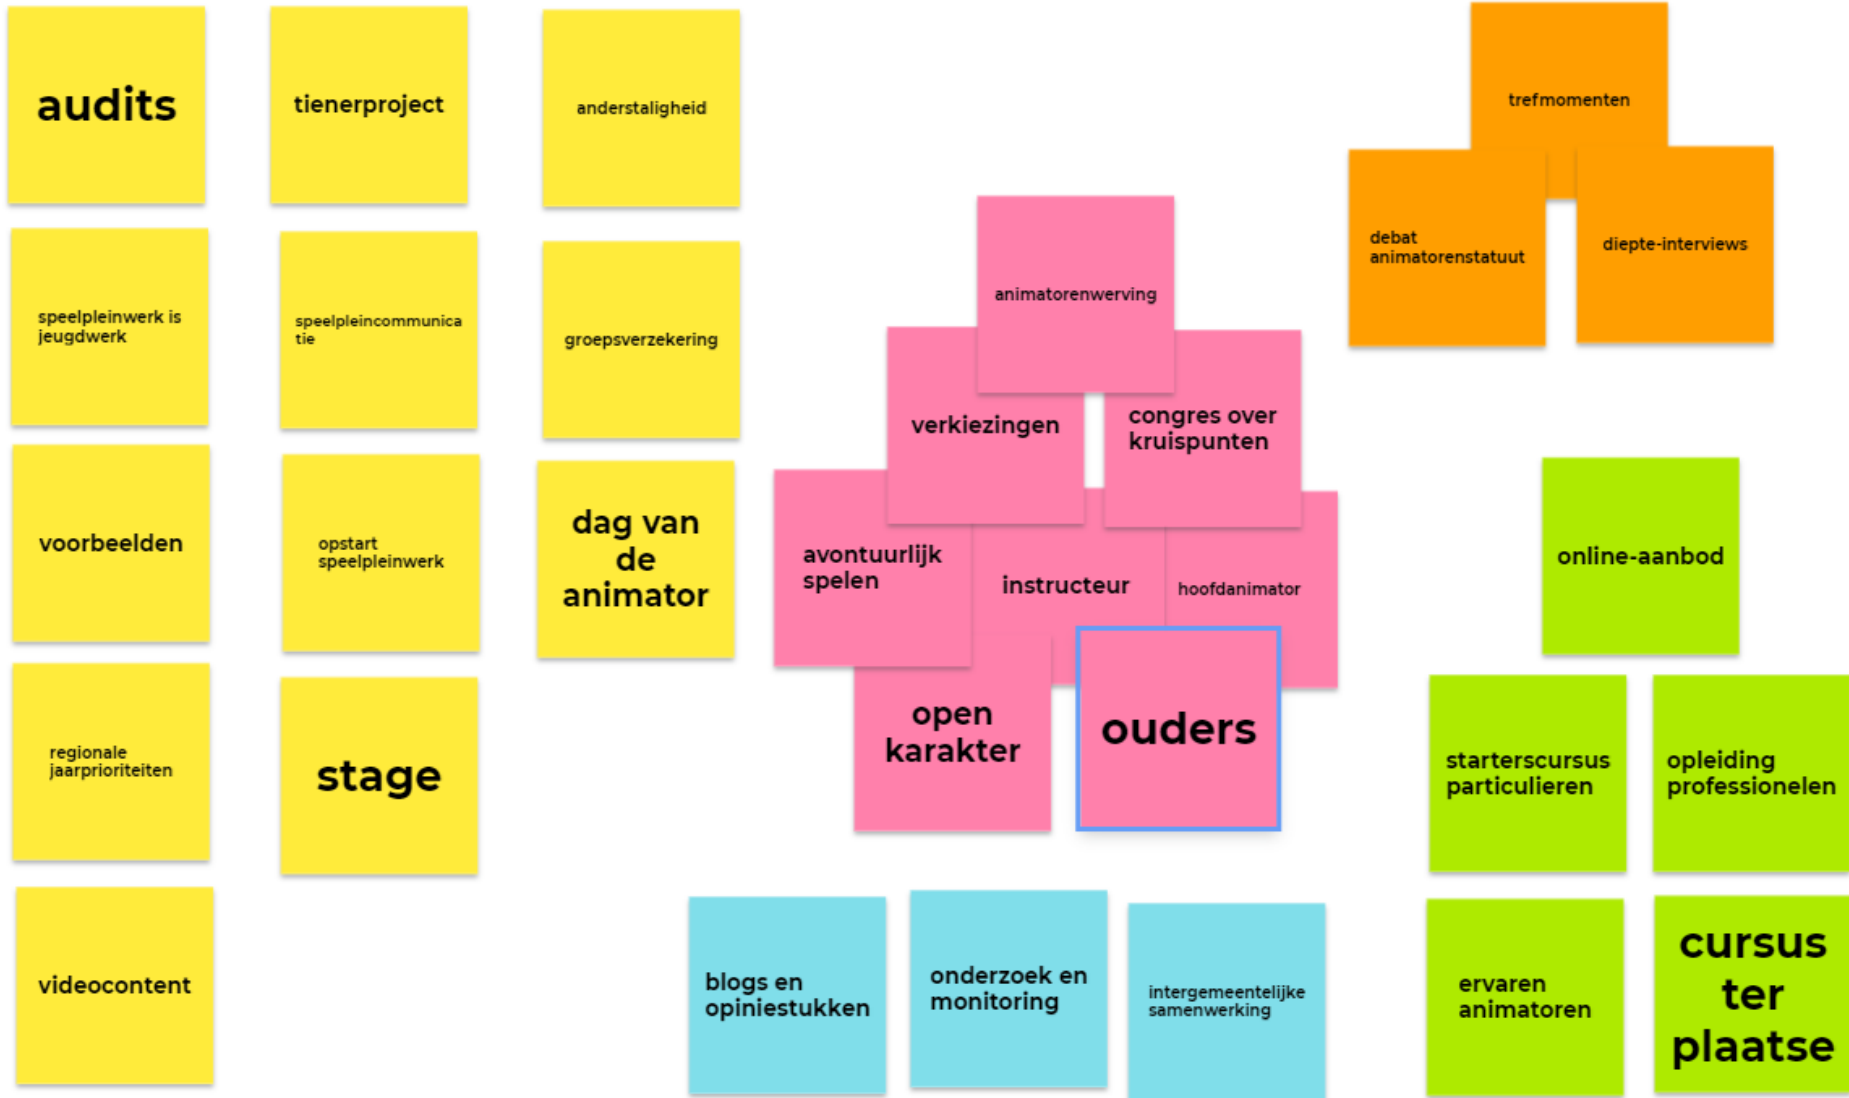 audits
tienerproject
anderstaligheid
speelpleinwerk is
jeugdwerk
speelpleincommunica
tie
groepsverzekering
voorbeelden
opstart
speelpleinwerk
dag van
de
animator
regionale
jaarprioriteiten
stage
videocontent
animatorenwerving
verkiezingen
congres over
kruispunten
avontuurlijk
spelen
instructeur
hoofdanimator
open
karakter
ouders
blogs en
opiniestukken
onderzoek en
monitoring
intergemeentelijke
samenwerking
trefmomenten
debat
animatorenstatuut
diepte-interviews
online-aanbod
starterscursus
particulieren
opleiding
professionelen
ervaren
animatoren
cursus
ter
plaatse